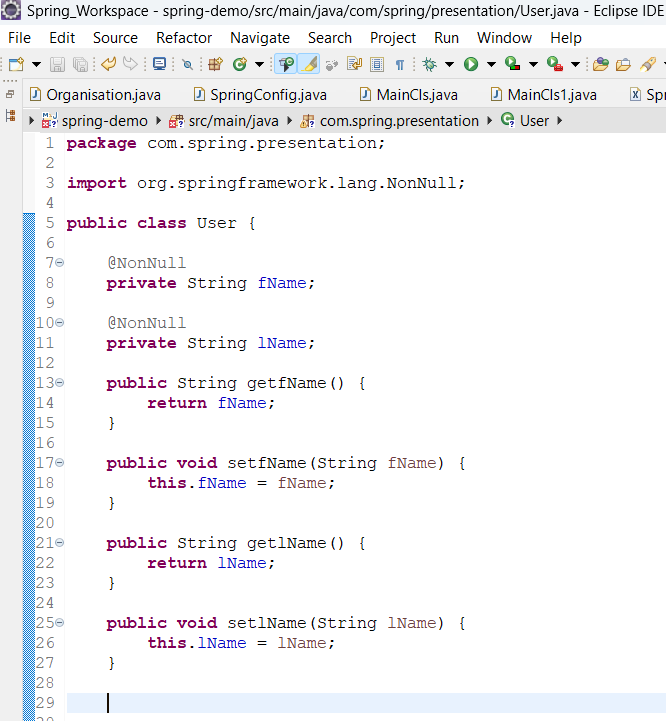 Spring_Workspace - spring-demo/src/main/java/com/spring/presentation/User.java - Eclipse IDE
File Edit Source Refactor Navigate Search Project Run Window Help
Organisation.java SpringConfig.java MainCls.java MainCls1.java Sp
spring-demo src/main/java com.spring.presentation User
1 package com.spring.presentation;
2
3 import org.springframework.lang.NonNull;
4
5 public class User {
6
7 @NonNull
8 private String fName;
9
10 @NonNull
11 private String lName;
12
13 public String getfName() {
14 return fName;
15 }
16
17 public void setfName(String fName) {
18 this.fName = fName;
19 }
20
21 public String getlName() {
22 return lName;
23 }
24
25 public void setlName(String lName) {
26 this.lName = lName;
27 }
28
29